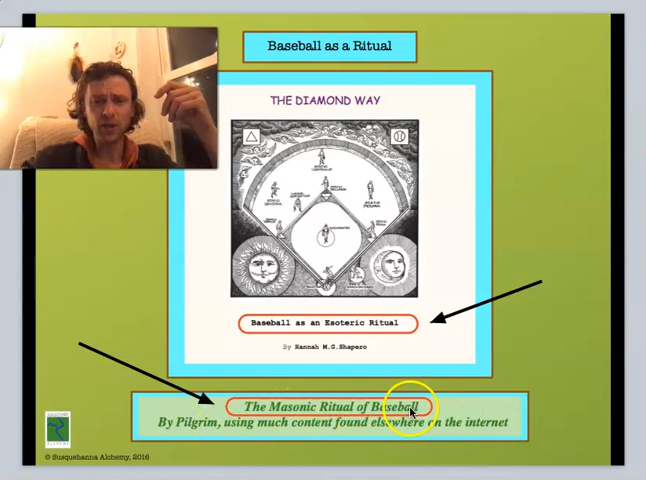 Baseball as a Ritual
THE DIAMOND WAY
Baseball as an Esoteric Ritual
By Hannah M.G.Shapero
The Masonic Ritual of Baseball
By Pilgrim, using much content found elsewhere on the internet
© Susquehanna Alchemy, 2016